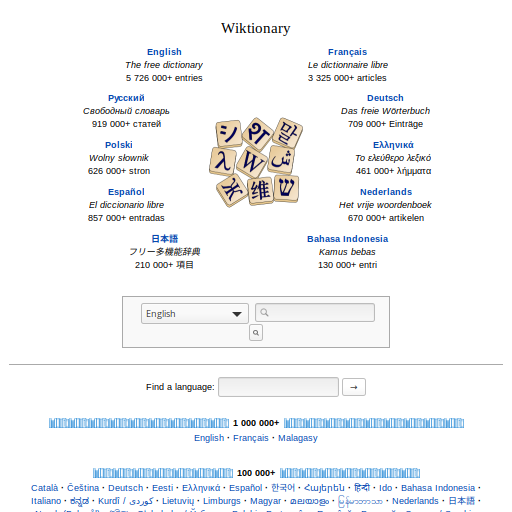 Wiktionary
English
The free dictionary
5 726 000+ entries
Français
Le dictionnaire libre
3 325 000+ articles
Русский
Свободный словарь
919 000+ статей
Deutsch
Das freie Wörterbuch
709 000+ Einträge
Polski
Wolny słownik
626 000+ stron
Ελληνικά
Το ελεύθερο λεξικό
461 000+ λήμματα
Español
El diccionario libre
857 000+ entradas
Nederlands
Het vrije woordenboek
670 000+ artikelen
日本語
フリー多機能辞典
210 000+ 項目
Bahasa Indonesia
Kamus bebas
130 000+ entri
シ 말
λ W ش
Ж 维 ש
English
Find a language: →
1 000 000+
English · Français · Malagasy
100 000+
Català · Čeština · Deutsch · Eesti · Ελληνικά · Español · 한국어 · Հայերեն · हिन्दी · Ido · Bahasa Indonesia ·
Italiano · ಕನ್ನಡ · Kurdî / كوردی · Lietuvių · Limburgs · Magyar · മലയാളം · မြန်မာဘာသာ · Nederlands · 日本語 ·